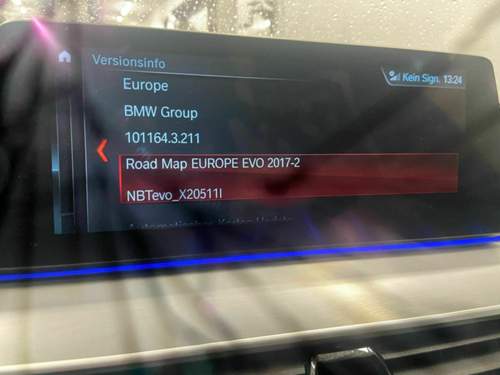 Versionsinfo
Kein Sign. 13:24
Europe
BMW Group
101164.3.211
Road Map EUROPE EVO 2017-2
NBTevo_X20511I